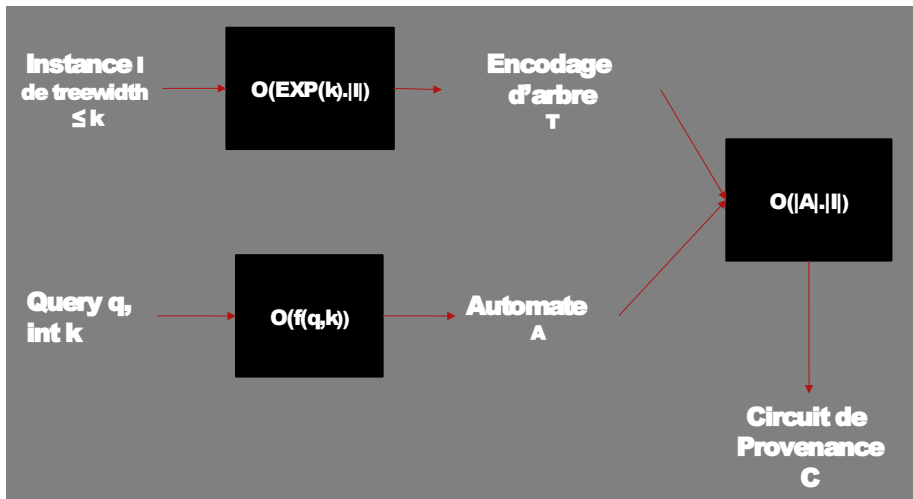 Instance I
de treewidth
≤ k
O(EXP(k).|I|)
Encodage
d'arbre
T
O(|A|.|I|)
Query q,
int k
O(f(q,k))
Automate
A
Circuit de
Provenance
C